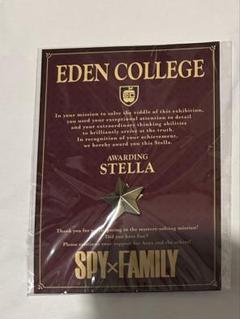 EDEN COLLEGE
EC
In your mission to solve the riddle of this exhibition,
you used your exceptional attention to detail
and your extraordinary thinking abilities
to brilliantly arrive at the truth.
In recognition of your achievement,
we hereby award you this Stella.
AWARDING
STELLA
Thank you for participating in the mystery-solving mission!
Did you have fun?
Please continue your support for Anya and the others!
SPY×FAMILY